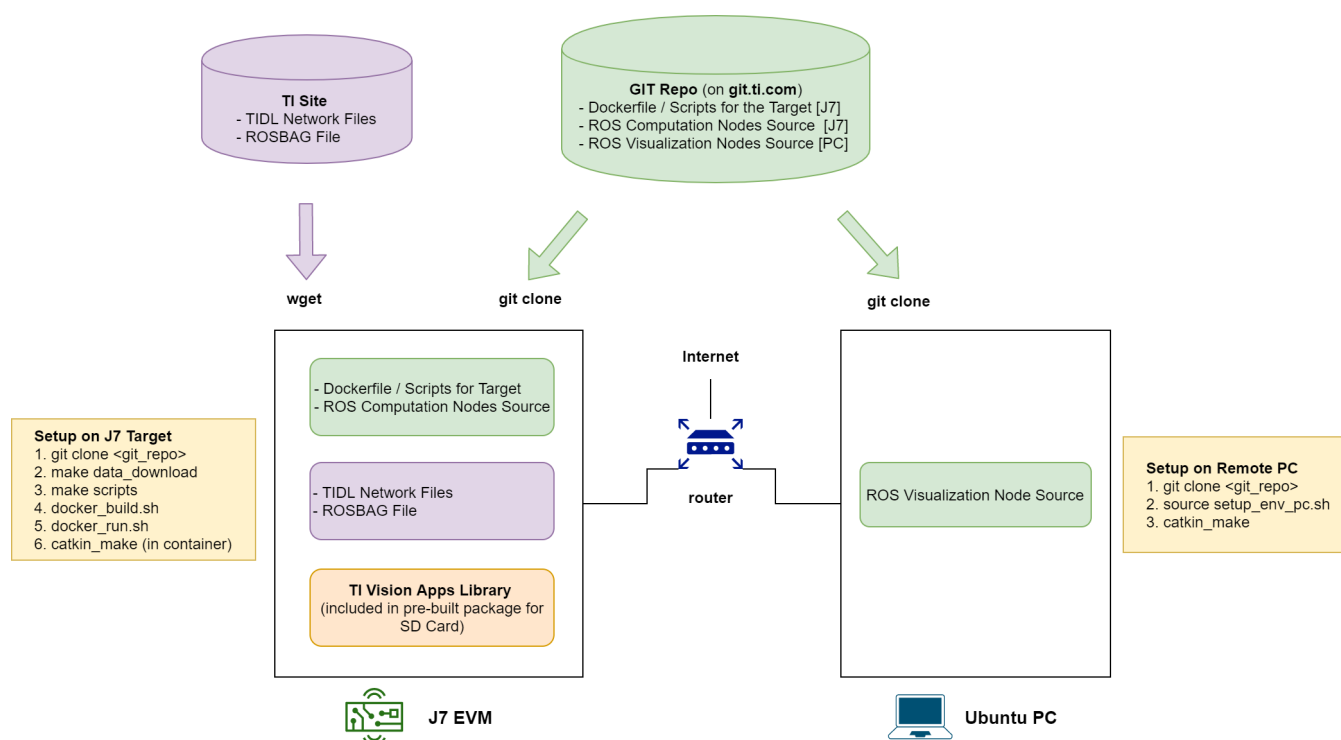 TI Site
- TIDL Network Files
- ROSBAG File
GIT Repo (on git.ti.com)
- Dockerfile / Scripts for the Target [J7]
- ROS Computation Nodes Source [J7]
- ROS Visualization Nodes Source [PC]
wget
git clone
git clone
Setup on J7 Target
1. git clone <git_repo>
2. make data_download
3. make scripts
4. docker_build.sh
5. docker_run.sh
6. catkin_make (in container)
- Dockerfile / Scripts for Target
- ROS Computation Nodes Source
- TIDL Network Files
- ROSBAG File
TI Vision Apps Library
(included in pre-built package for
SD Card)
Internet
router
ROS Visualization Node Source
Setup on Remote PC
1. git clone <git_repo>
2. source setup_env_pc.sh
3. catkin_make
J7 EVM
Ubuntu PC